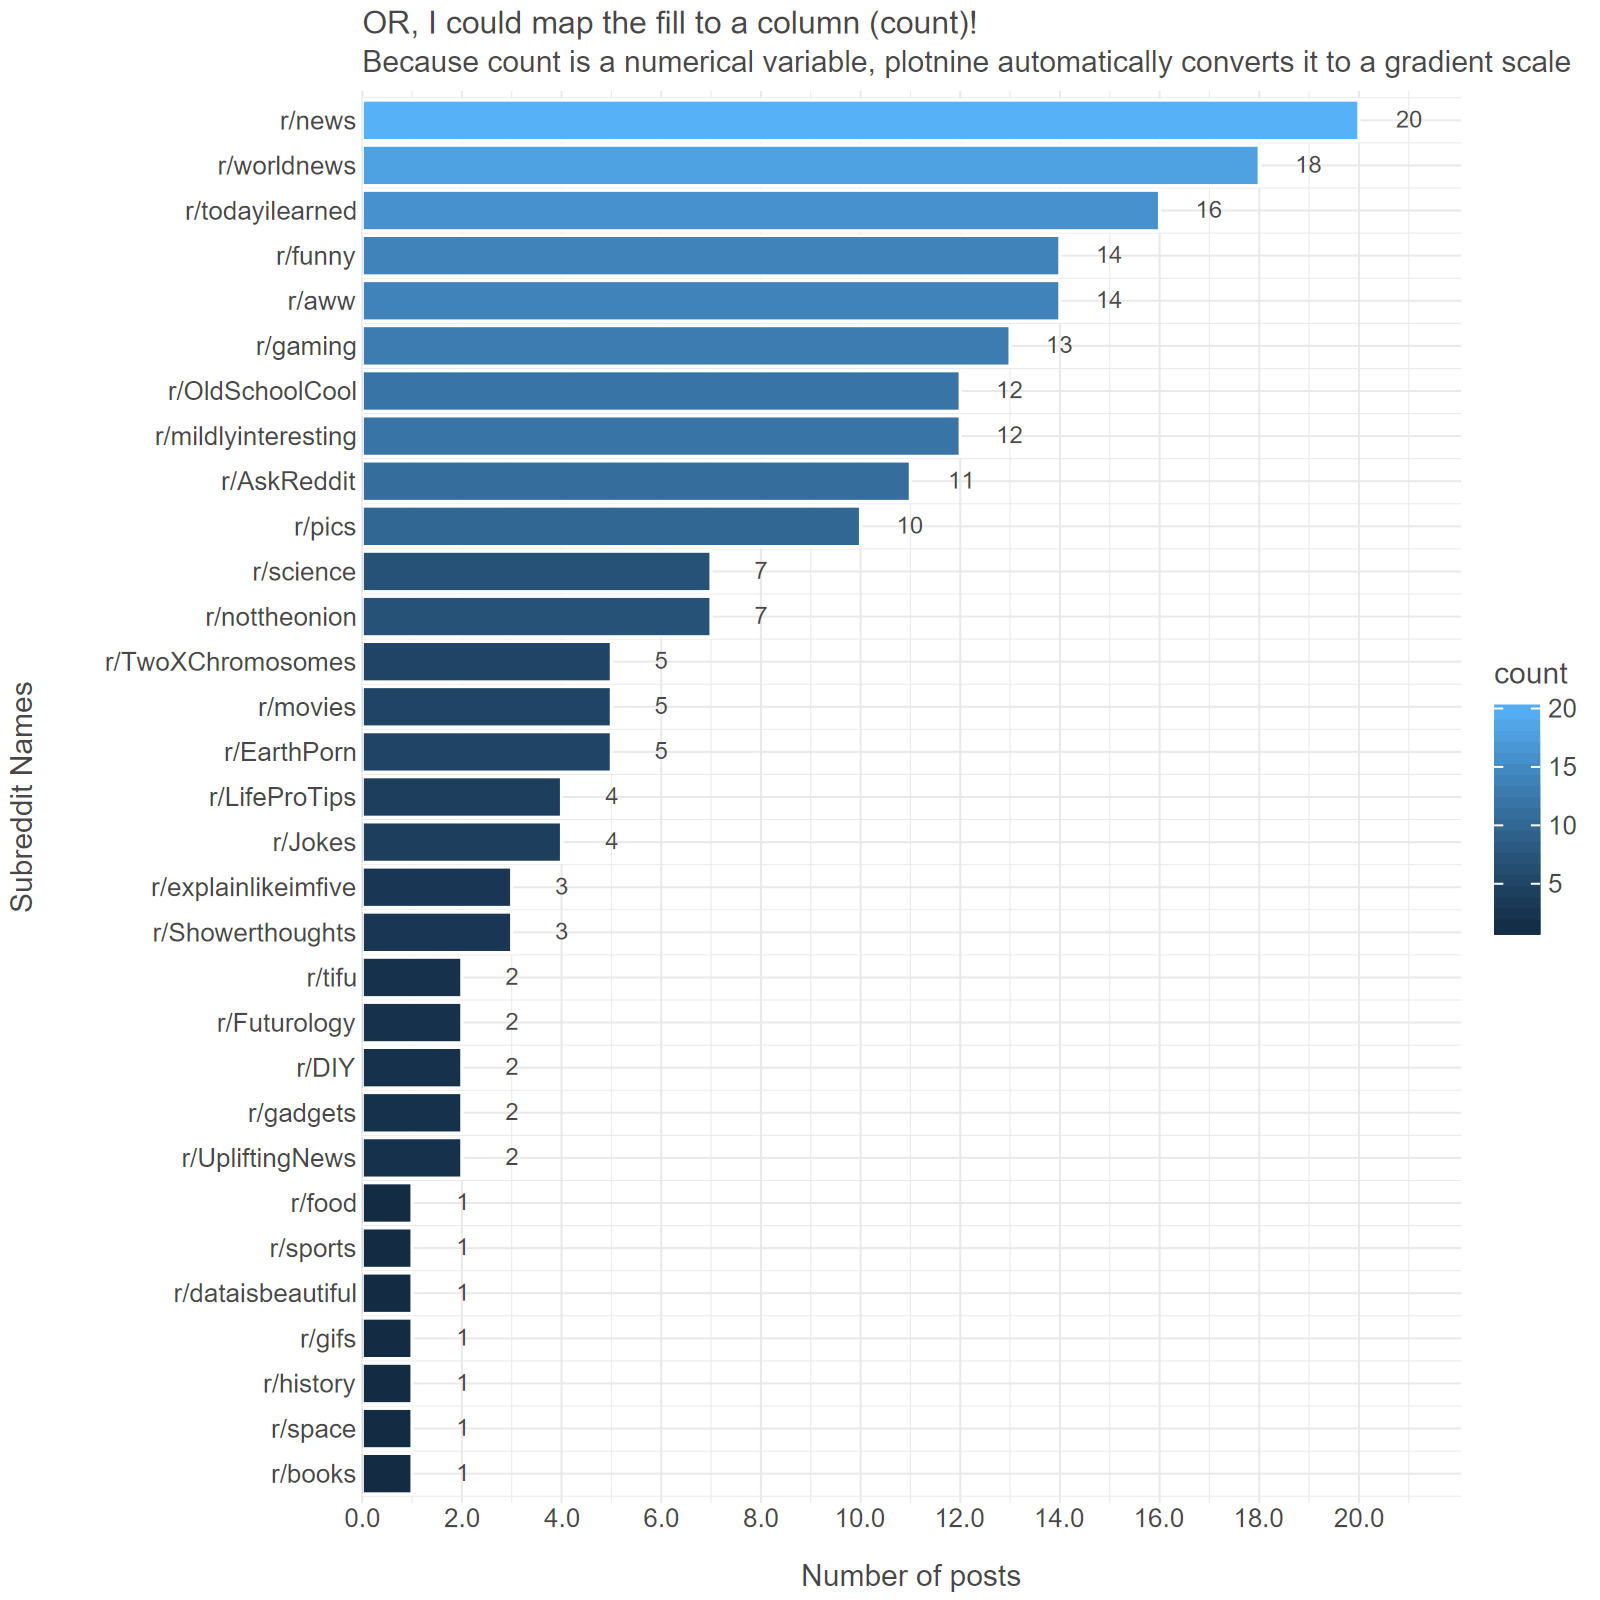 OR, I could map the fill to a column (count)!
Because count is a numerical variable, plotnine automatically converts it to a gradient scale
r/news 20
r/worldnews 18
r/todayilearned 16
r/funny 14
r/aww 14
r/gaming 13
r/OldSchoolCool 12
r/mildlyinteresting 12
r/AskReddit 11
r/pics 10
r/science 7
r/nottheonion 7
r/TwoXChromosomes 5
r/movies 5
r/EarthPorn 5
r/LifeProTips 4
r/Jokes 4
r/explainlikeimfive 3
r/Showerthoughts 3
r/tifu 2
r/Futurology 2
r/DIY 2
r/gadgets 2
r/UpliftingNews 2
r/food 1
r/sports 1
r/dataisbeautiful 1
r/gifs 1
r/history 1
r/space 1
r/books 1
0.0 2.0 4.0 6.0 8.0 10.0 12.0 14.0 16.0 18.0 20.0
Number of posts
Subreddit Names
count
20
15
10
5